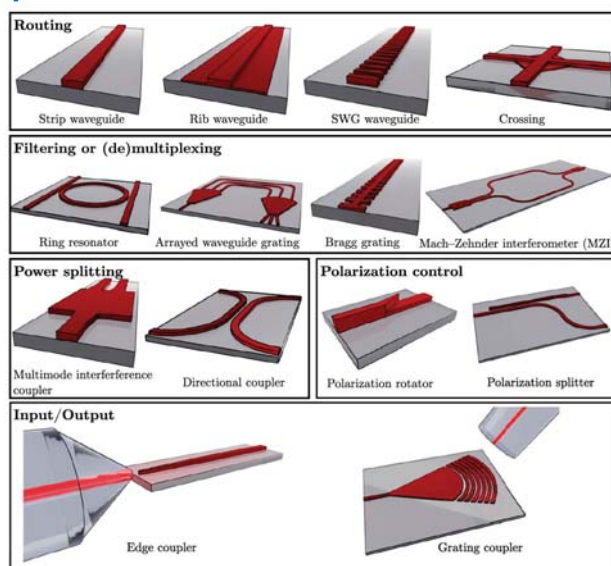 Routing
Strip waveguide
Rib waveguide
SWG waveguide
Crossing
Filtering or (de)multiplexing
Ring resonator
Arrayed waveguide grating
Bragg grating
Mach–Zehnder interferometer (MZI
Power splitting
Multimode interferference
coupler
Directional coupler
Polarization control
Polarization rotator
Polarization splitter
Input/Output
Edge coupler
Grating coupler